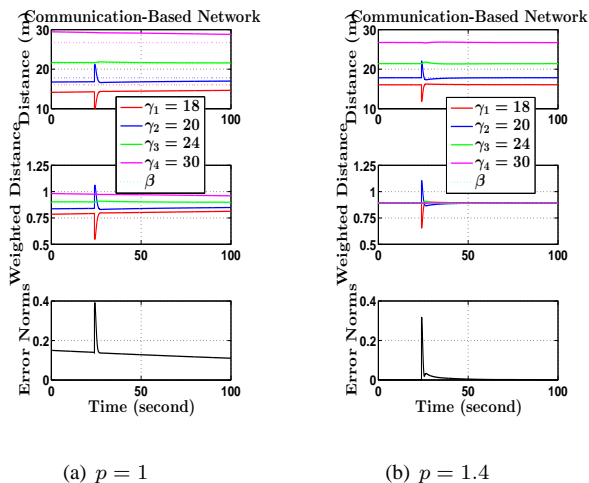 Communication-Based Network
Distance (m)
30
20
10
0
50
100
γ₁ = 18
γ₂ = 20
γ₃ = 24
γ₄ = 30
β
Weighted Distance
1.25
1
0.75
0.5
0
50
100
Error Norms
0.4
0.2
0
0
50
100
Time (second)
(a) p = 1
Communication-Based Network
Distance (m)
30
20
10
0
50
100
γ₁ = 18
γ₂ = 20
γ₃ = 24
γ₄ = 30
β
Weighted Distance
1.25
1
0.75
0.5
0
50
100
Error Norms
0.4
0.2
0
0
50
100
Time (second)
(b) p = 1.4